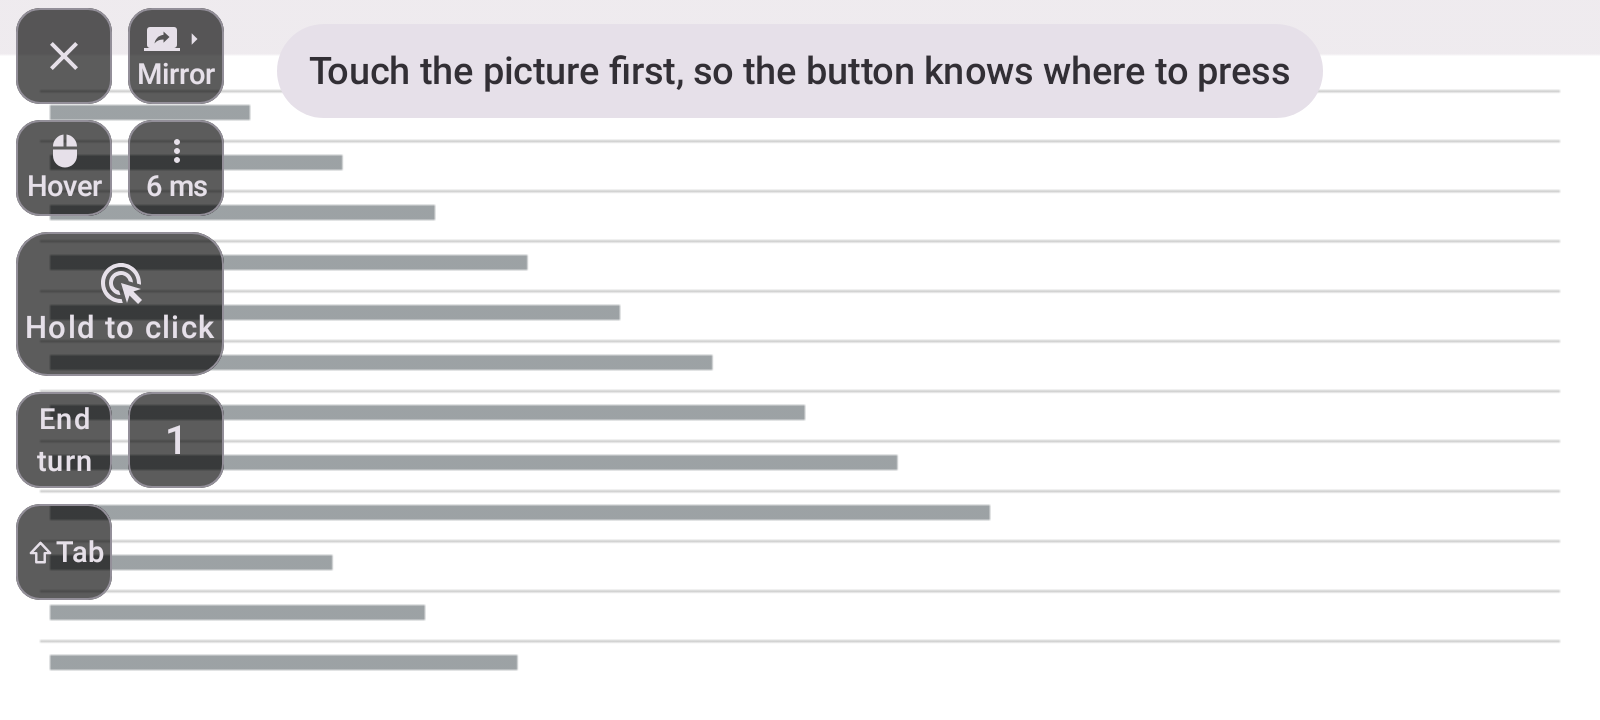 Mirror
Touch the picture first, so the button knows where to press
Hover
6 ms
Hold to click
End
turn
1
Tab